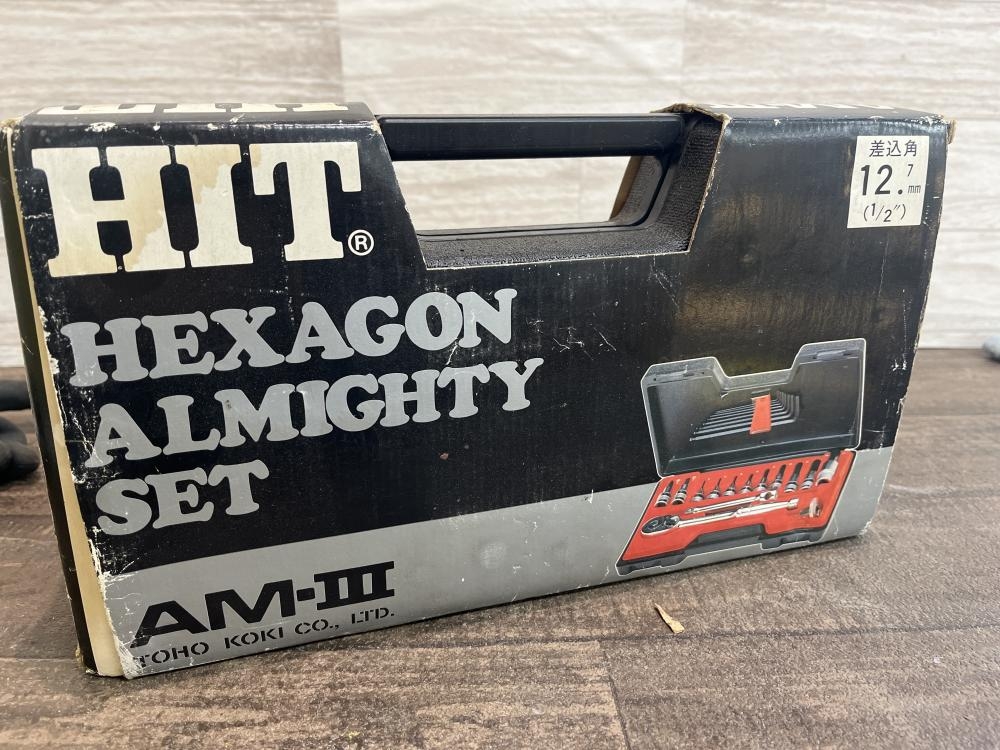 HIT®
HEXAGON
ALMIGHTY
SET
AM-III
TOHO KOKI CO., LTD.
差込角
12.7mm
(1/2")